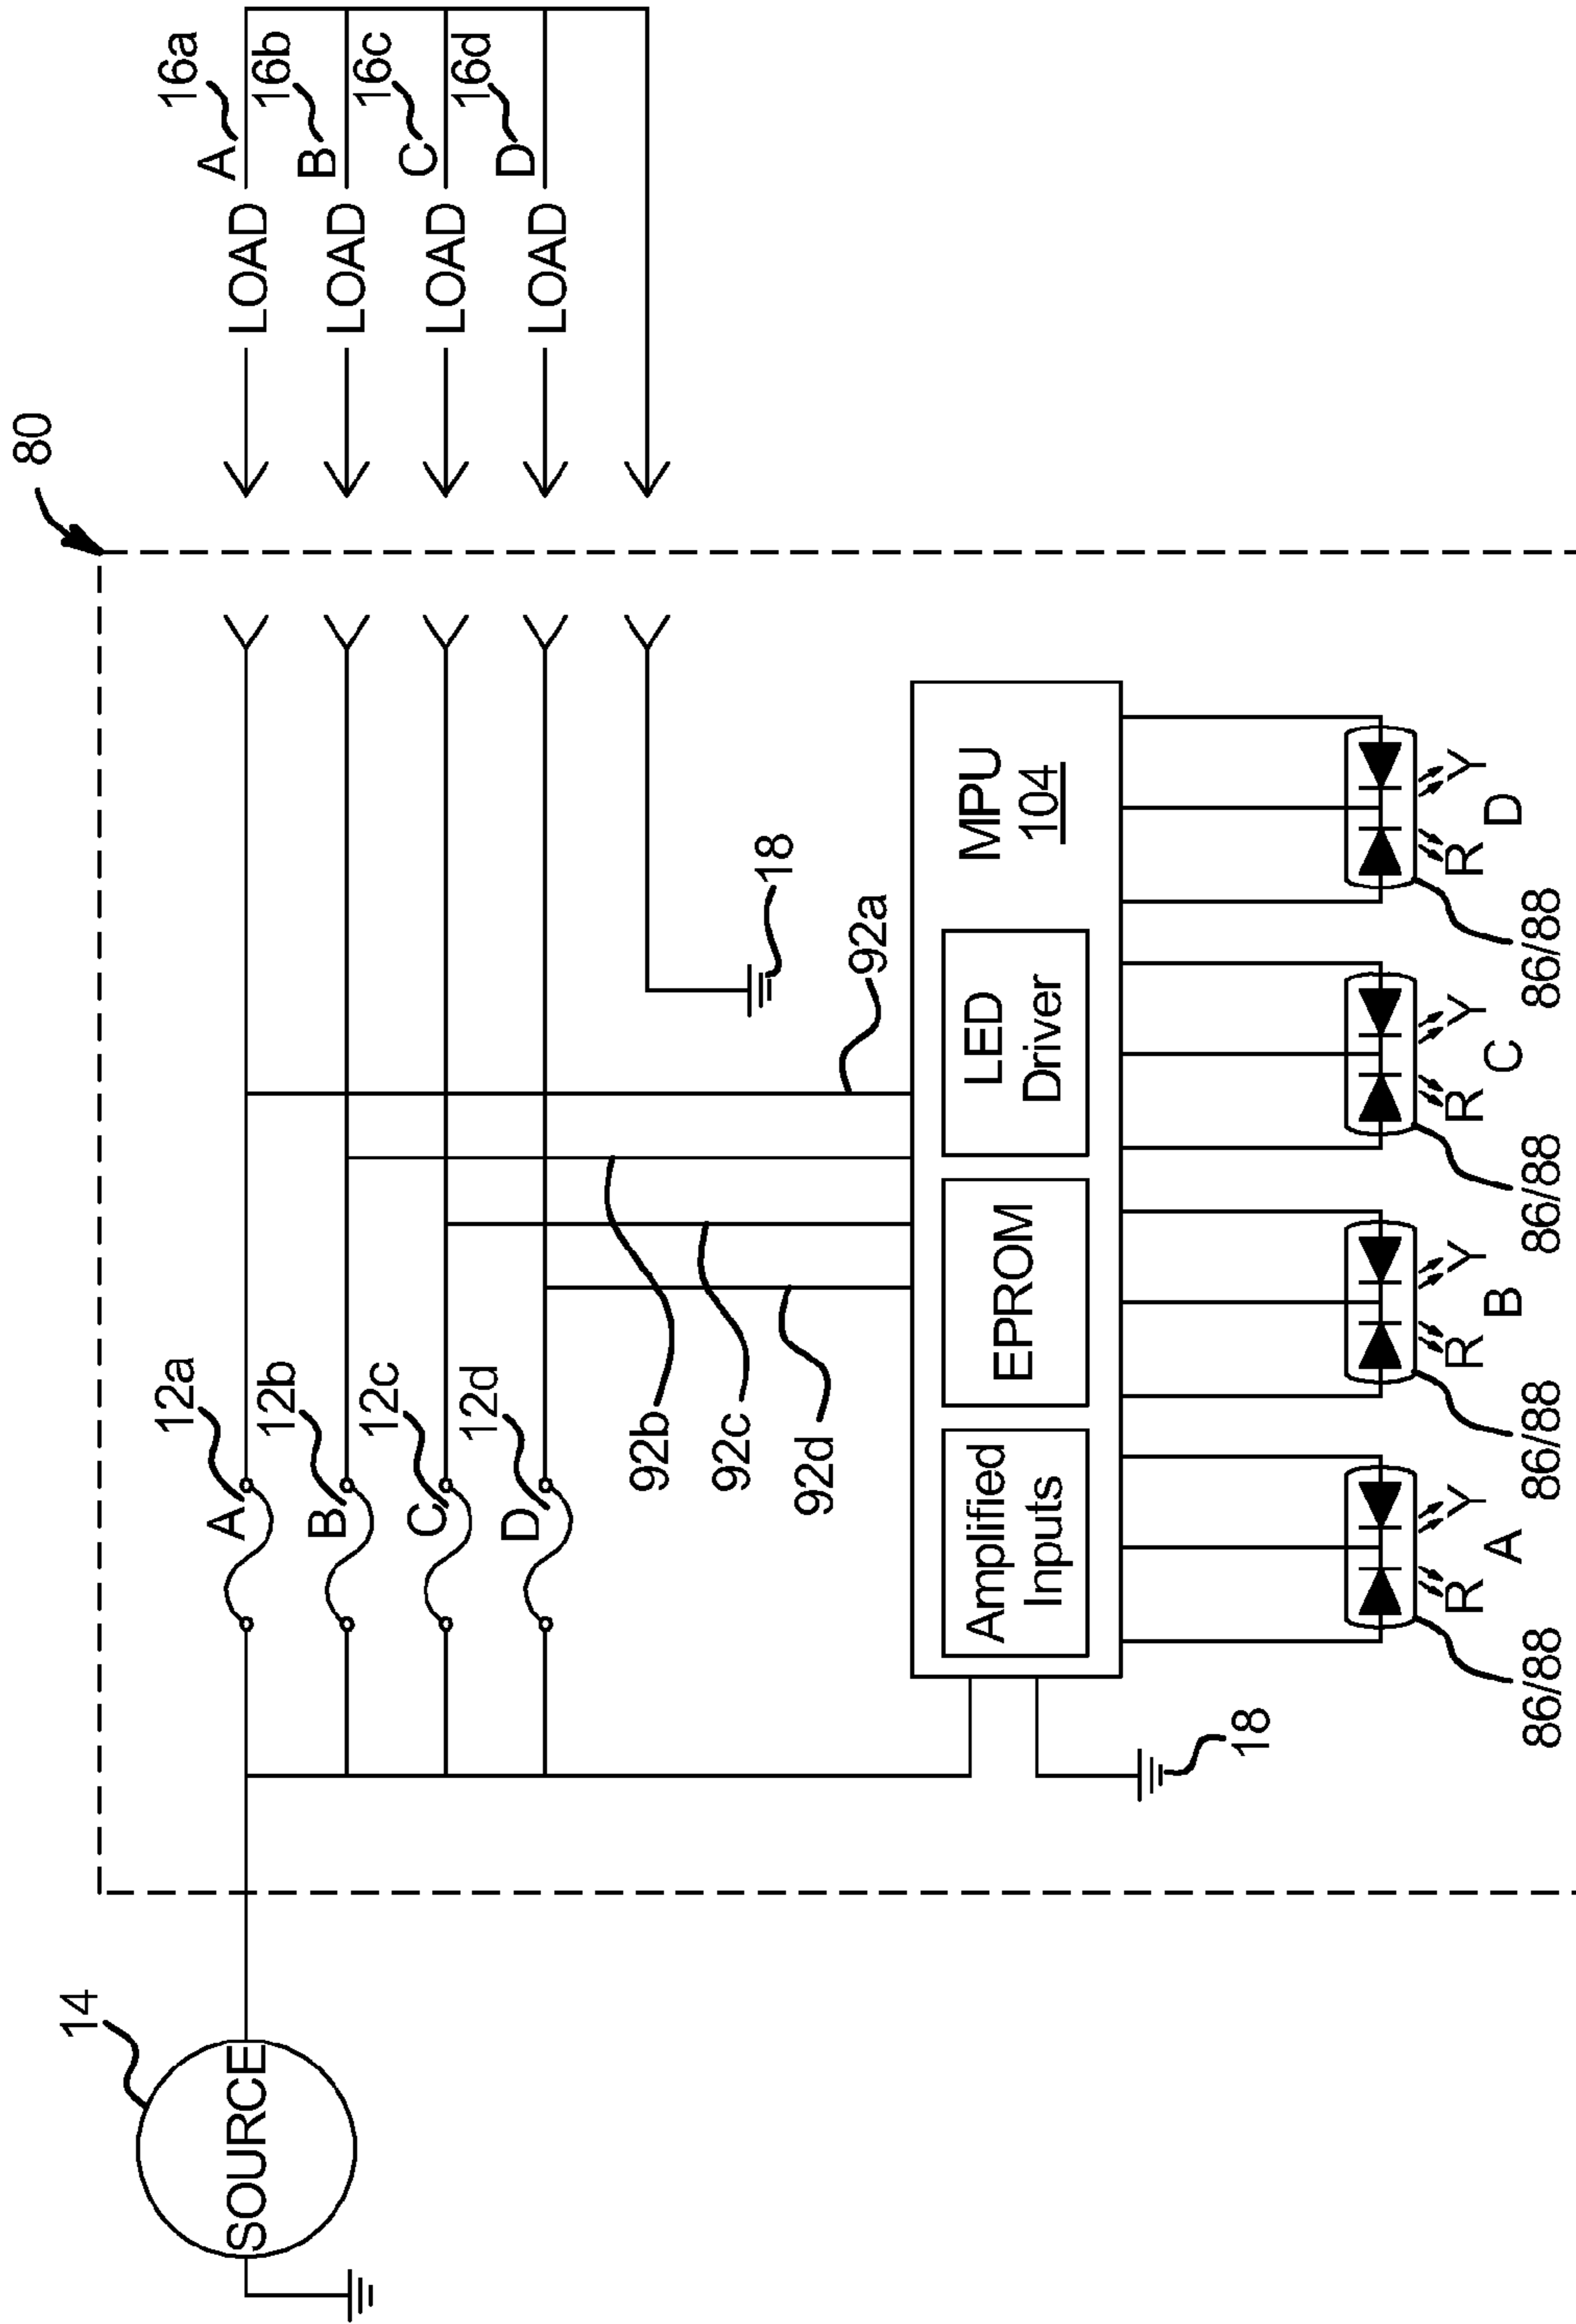 80
14
SOURCE
12a
A
12b
B
12c
C
12d
D
16a
A
LOAD
16b
B
LOAD
16c
C
LOAD
16d
D
LOAD
92b
92c
92d
92a
18
18
Amplified
Inputs
EPROM
LED
Driver
MPU
104
R
Y
A
86/88
R
Y
B
86/88
R
Y
C
86/88
R
Y
D
86/88